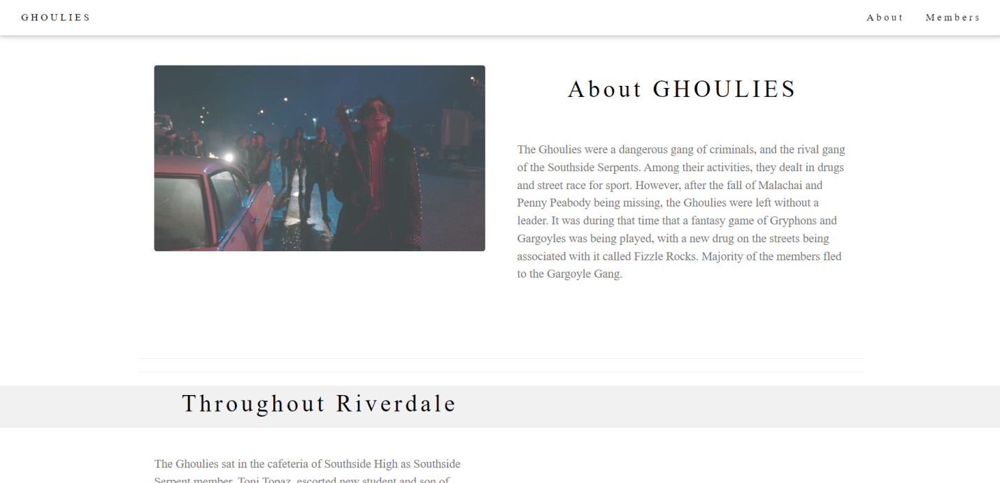 GHOULIES
About Members
About GHOULIES
The Ghoulies were a dangerous gang of criminals, and the rival gang
of the Southside Serpents. Among their activities, they dealt in drugs
and street race for sport. However, after the fall of Malachai and
Penny Peabody being missing, the Ghoulies were left without a
leader. It was during that time that a fantasy game of Gryphons and
Gargoyles was being played, with a new drug on the streets being
associated with it called Fizzle Rocks. Majority of the members fled
to the Gargoyle Gang.
Throughout Riverdale
The Ghoulies sat in the cafeteria of Southside High as Southside
Serpent member, Toni Topaz, escorted new student and son of